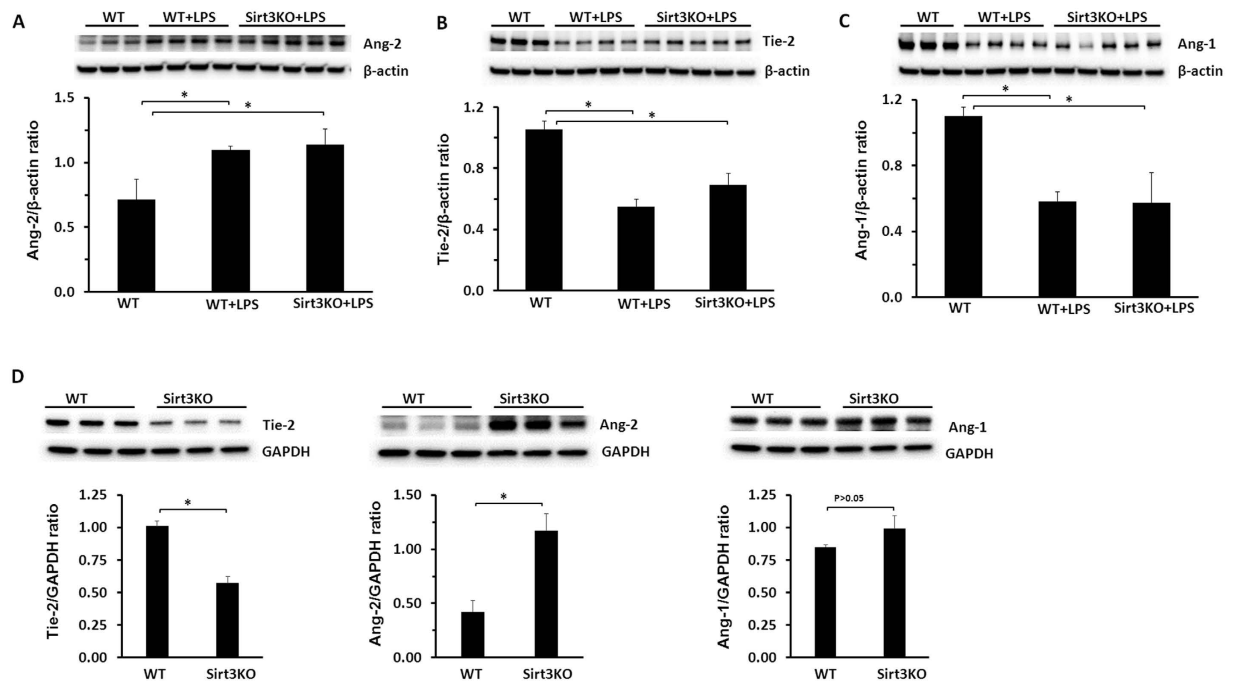 A
WT WT+LPS Sirt3KO+LPS
Ang-2
β-actin
Ang-2/β-actin ratio
1.5
1.0
0.5
0.0
*
*
WT WT+LPS Sirt3KO+LPS
B
WT WT+LPS Sirt3KO+LPS
Tie-2
β-actin
Tie-2/β-actin ratio
1.2
0.8
0.4
0.0
*
*
WT WT+LPS Sirt3KO+LPS
C
WT WT+LPS Sirt3KO+LPS
Ang-1
β-actin
Ang-1/β-actin ratio
1.2
0.8
0.4
0.0
*
*
WT WT+LPS Sirt3KO+LPS
D
WT Sirt3KO
Tie-2
GAPDH
Tie-2/GAPDH ratio
1.25
1.00
0.75
0.50
0.25
0.00
*
WT Sirt3KO
WT Sirt3KO
Ang-2
GAPDH
Ang-2/GAPDH ratio
1.50
1.00
0.50
0.00
*
WT Sirt3KO
WT Sirt3KO
Ang-1
GAPDH
Ang-1/GAPDH ratio
1.25
1.00
0.75
0.50
0.25
0.00
P>0.05
WT Sirt3KO